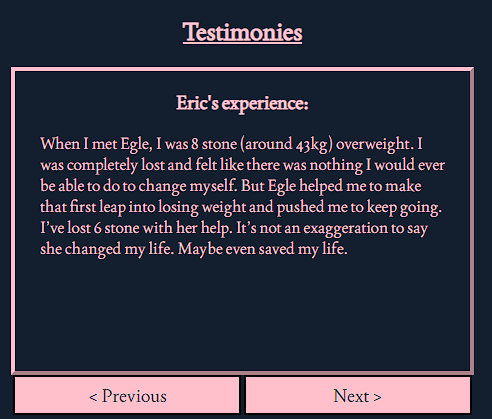 Testimonies
Eric's experience:
When I met Egle, I was 8 stone (around 43kg) overweight. I
was completely lost and felt like there was nothing I would ever
be able to do to change myself. But Egle helped me to make
that first leap into losing weight and pushed me to keep going.
I’ve lost 6 stone with her help. It’s not an exaggeration to say
she changed my life. Maybe even saved my life.
< Previous
Next >